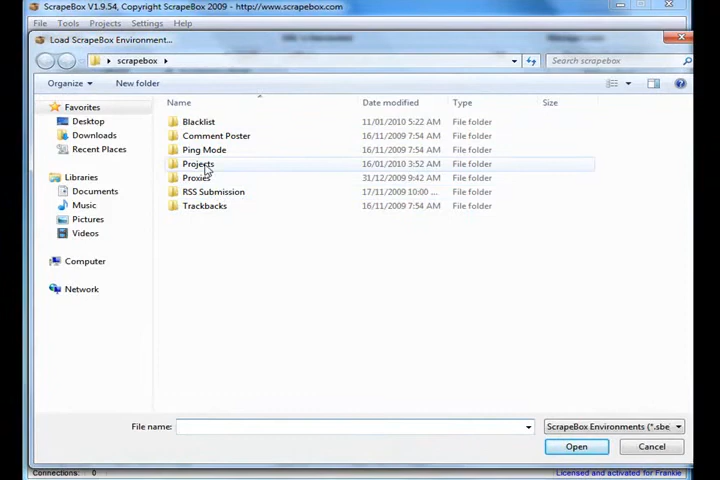 ScrapeBox V1.9.54, Copyright ScrapeBox 2009 - http://www.scrapebox.com
File Tools Projects Settings Help
Load ScrapeBox Environment...
scrapebox
Search scrapebox
Organize New folder
Name Date modified Type Size
Favorites
Desktop
Downloads
Recent Places
Libraries
Documents
Music
Pictures
Videos
Computer
Network
Blacklist 11/01/2010 5:22 AM File folder
Comment Poster 16/11/2009 7:54 AM File folder
Ping Mode 16/11/2009 7:54 AM File folder
Projects 16/01/2010 3:52 AM File folder
Proxies 31/12/2009 9:42 AM File folder
RSS Submission 17/11/2009 10:00 ... File folder
Trackbacks 16/11/2009 7:54 AM File folder
File name: ScrapeBox Environments (*.sbe
Open Cancel
Connections: 0 Licensed and activated for Frankie